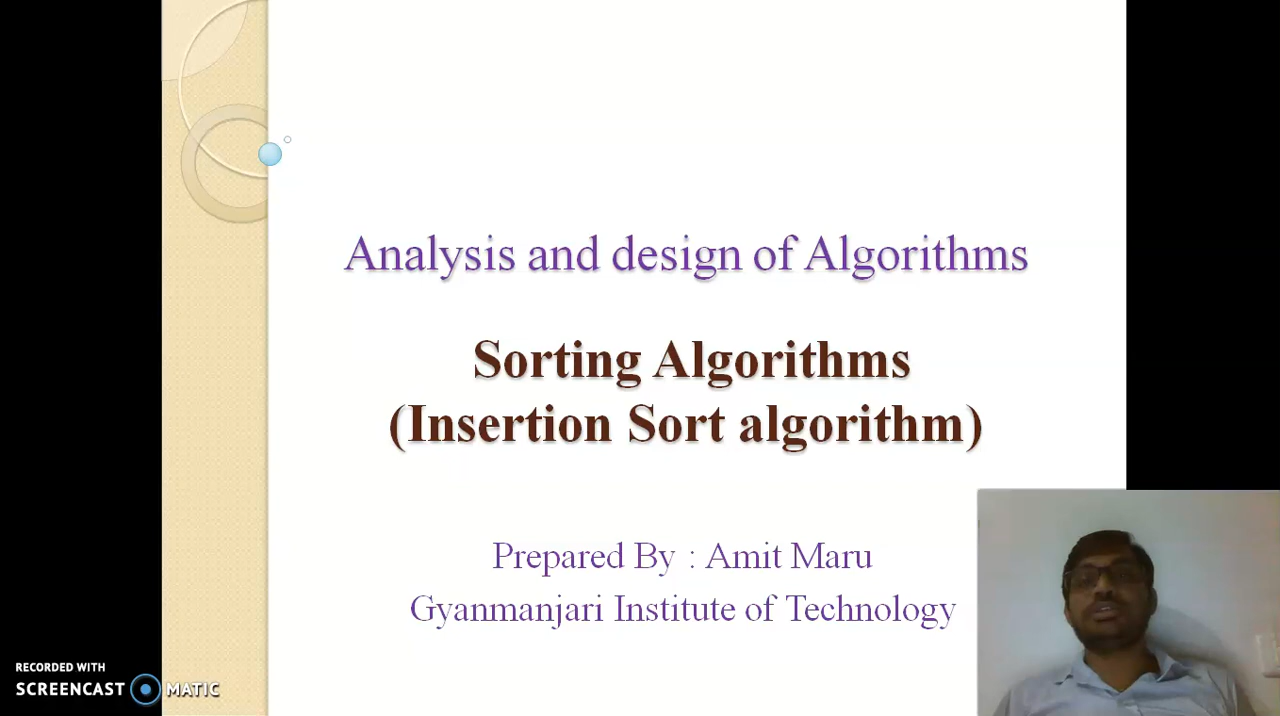 Analysis and design of Algorithms
Sorting Algorithms
(Insertion Sort algorithm)
Prepared By : Amit Maru
Gyanmanjari Institute of Technology
RECORDED WITH
SCREENCAST MATIC